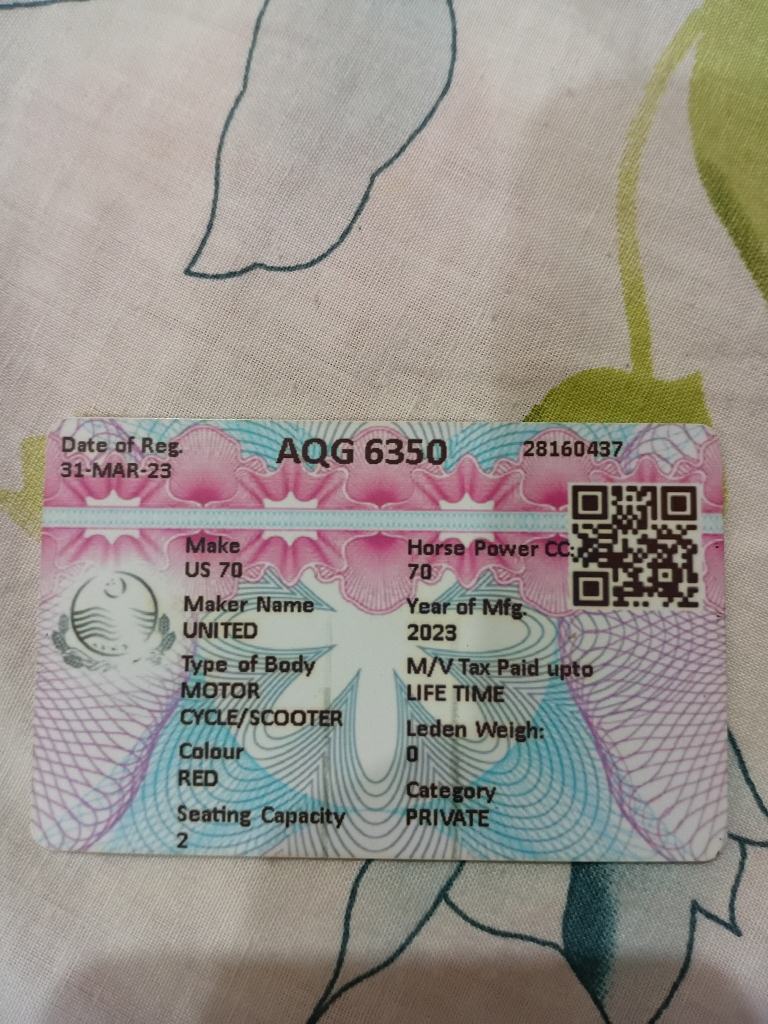 Date of Reg.
31-MAR-23
AQG 6350
28160437
Make
US 70
Maker Name
UNITED
Type of Body
MOTOR
CYCLE/SCOOTER
Colour
RED
Seating Capacity
2
Horse Power CC:
70
Year of Mfg.
2023
M/V Tax Paid upto
LIFE TIME
Leden Weigh:
0
Category
PRIVATE